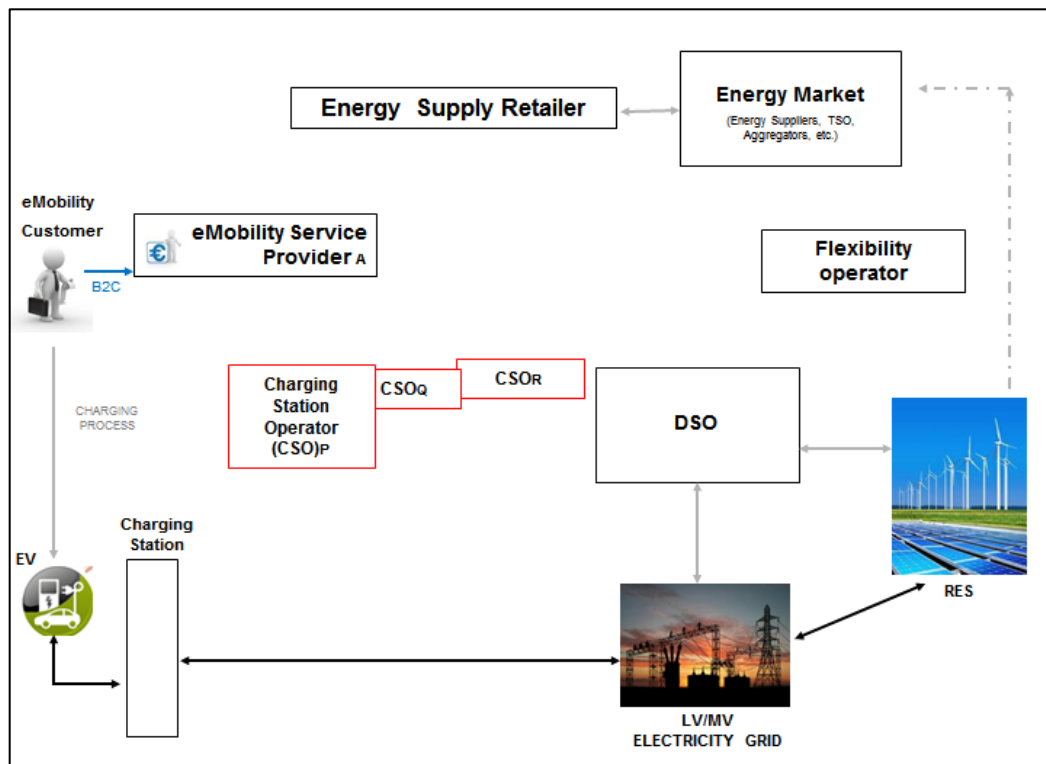 Energy Supply Retailer
Energy Market
(Energy Suppliers, TSO,
Aggregators, etc.)
eMobility
Customer
B2C
eMobility Service
Provider A
Flexibility
operator
CHARGING
PROCESS
Charging
Station
Operator
(CSO)P
CSOQ
CSOR
DSO
EV
Charging
Station
RES
LV/MV
ELECTRICITY GRID